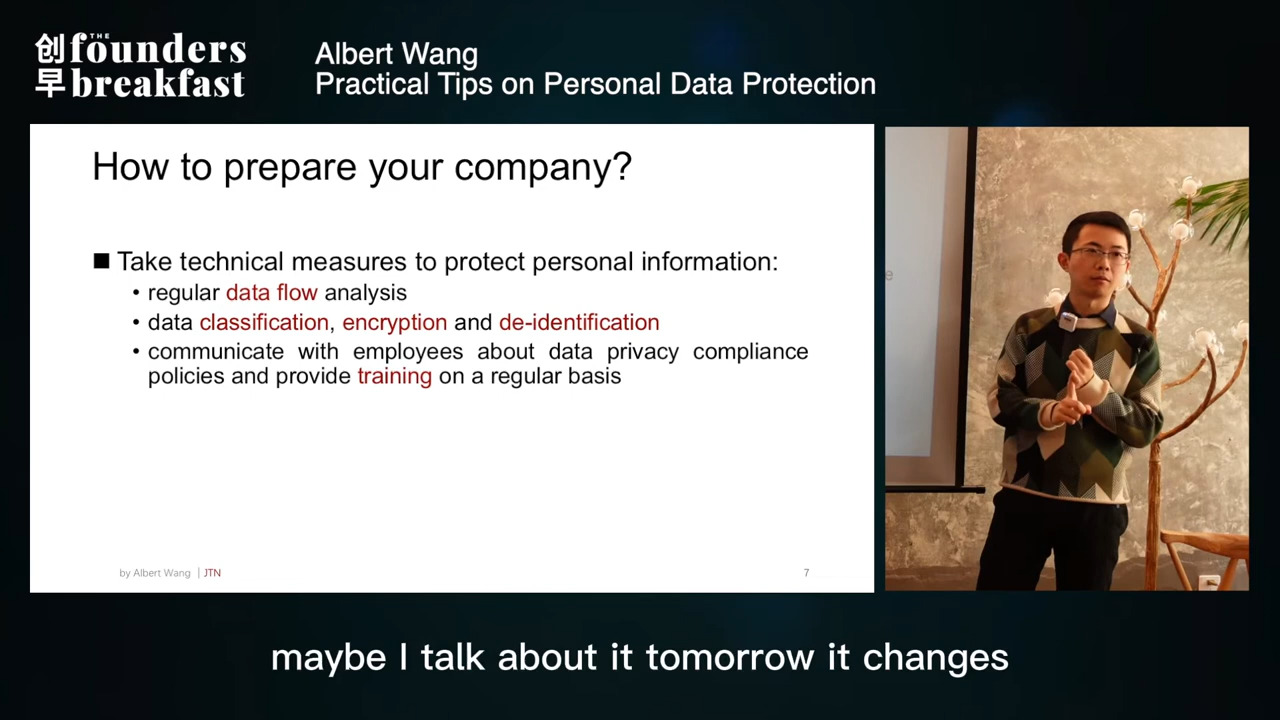 创 THE founders
早 breakfast
Albert Wang
Practical Tips on Personal Data Protection
How to prepare your company?
■ Take technical measures to protect personal information:
• regular data flow analysis
• data classification, encryption and de-identification
• communicate with employees about data privacy compliance
policies and provide training on a regular basis
e
by Albert Wang | JTN
7
maybe I talk about it tomorrow it changes